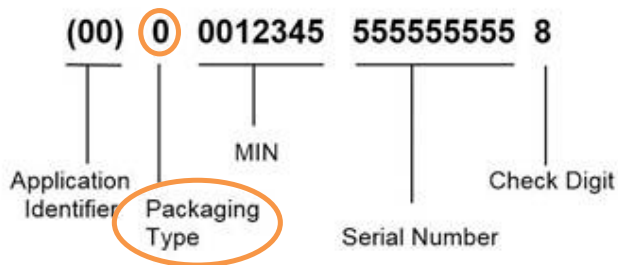 (00) 0 0012345 555555555 8
MIN
Application
Identifier
Check Digit
Packaging
Type
Serial Number